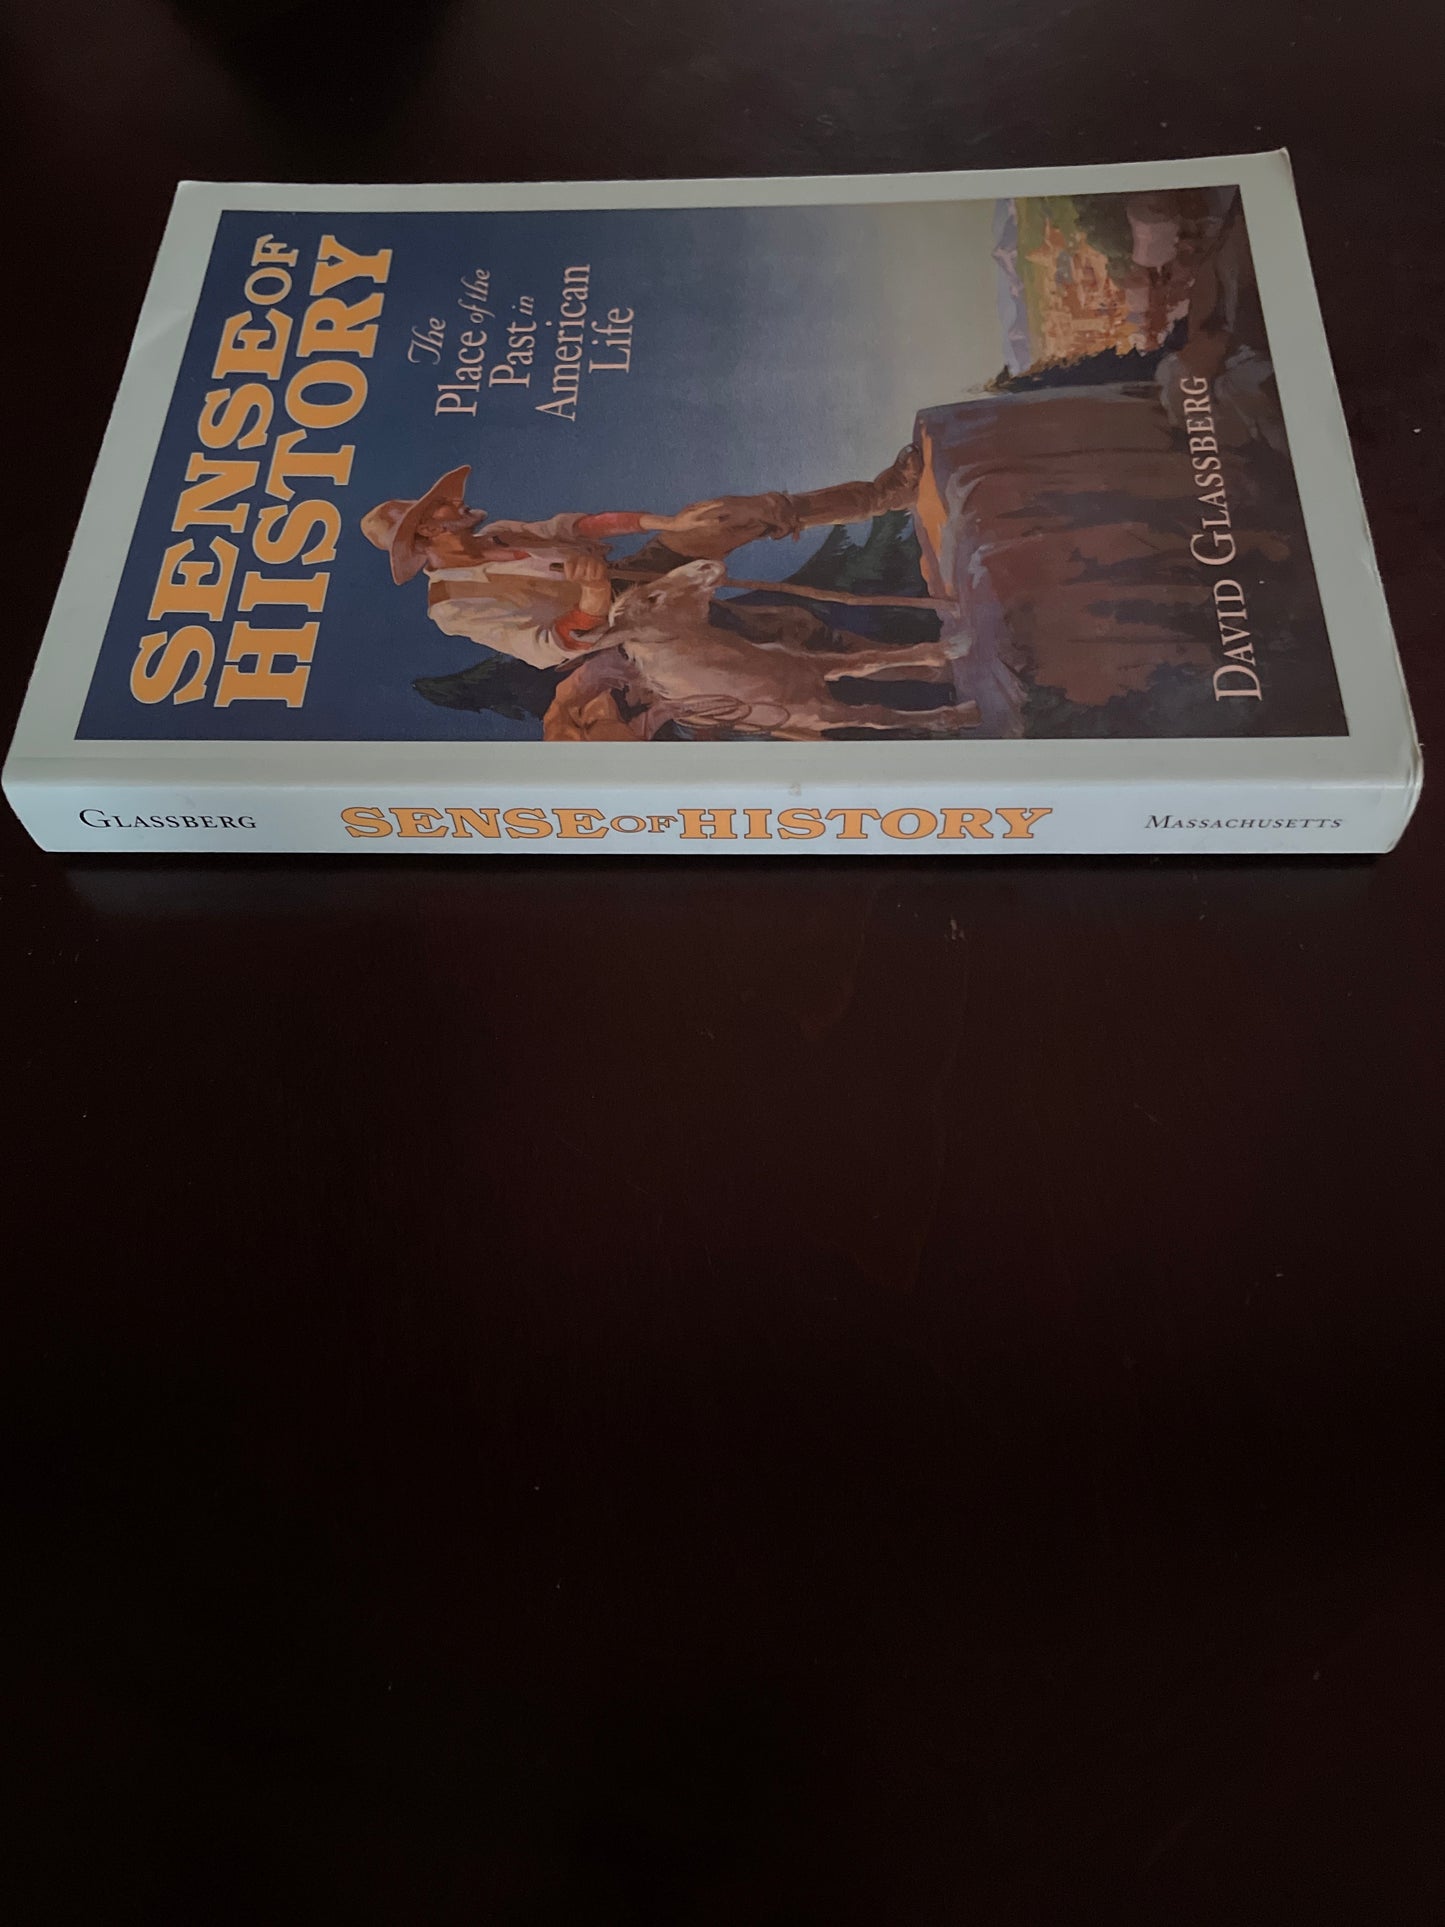 SENSE OF
HISTORY
The
Place of the
Past in
American
Life
DAVID GLASSBERG
GLASSBERG
SENSE OF HISTORY
MASSACHUSETTS